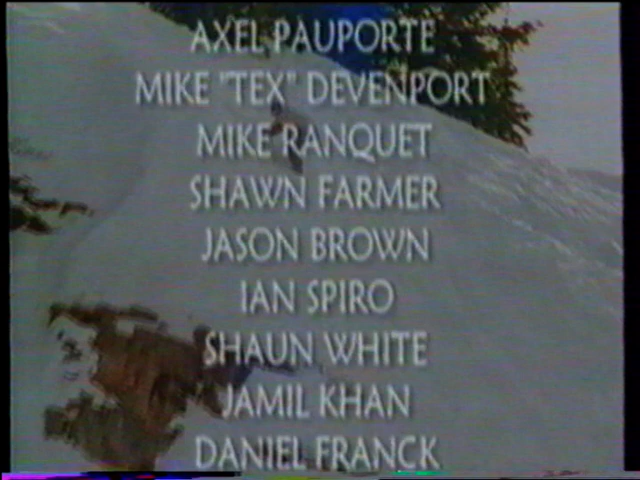 AXEL PAUPORTE
MIKE "TEX" DEVENPORT
MIKE RANQUET
SHAWN FARMER
JASON BROWN
IAN SPIRO
SHAUN WHITE
JAMIL KHAN
DANIEL FRANCK